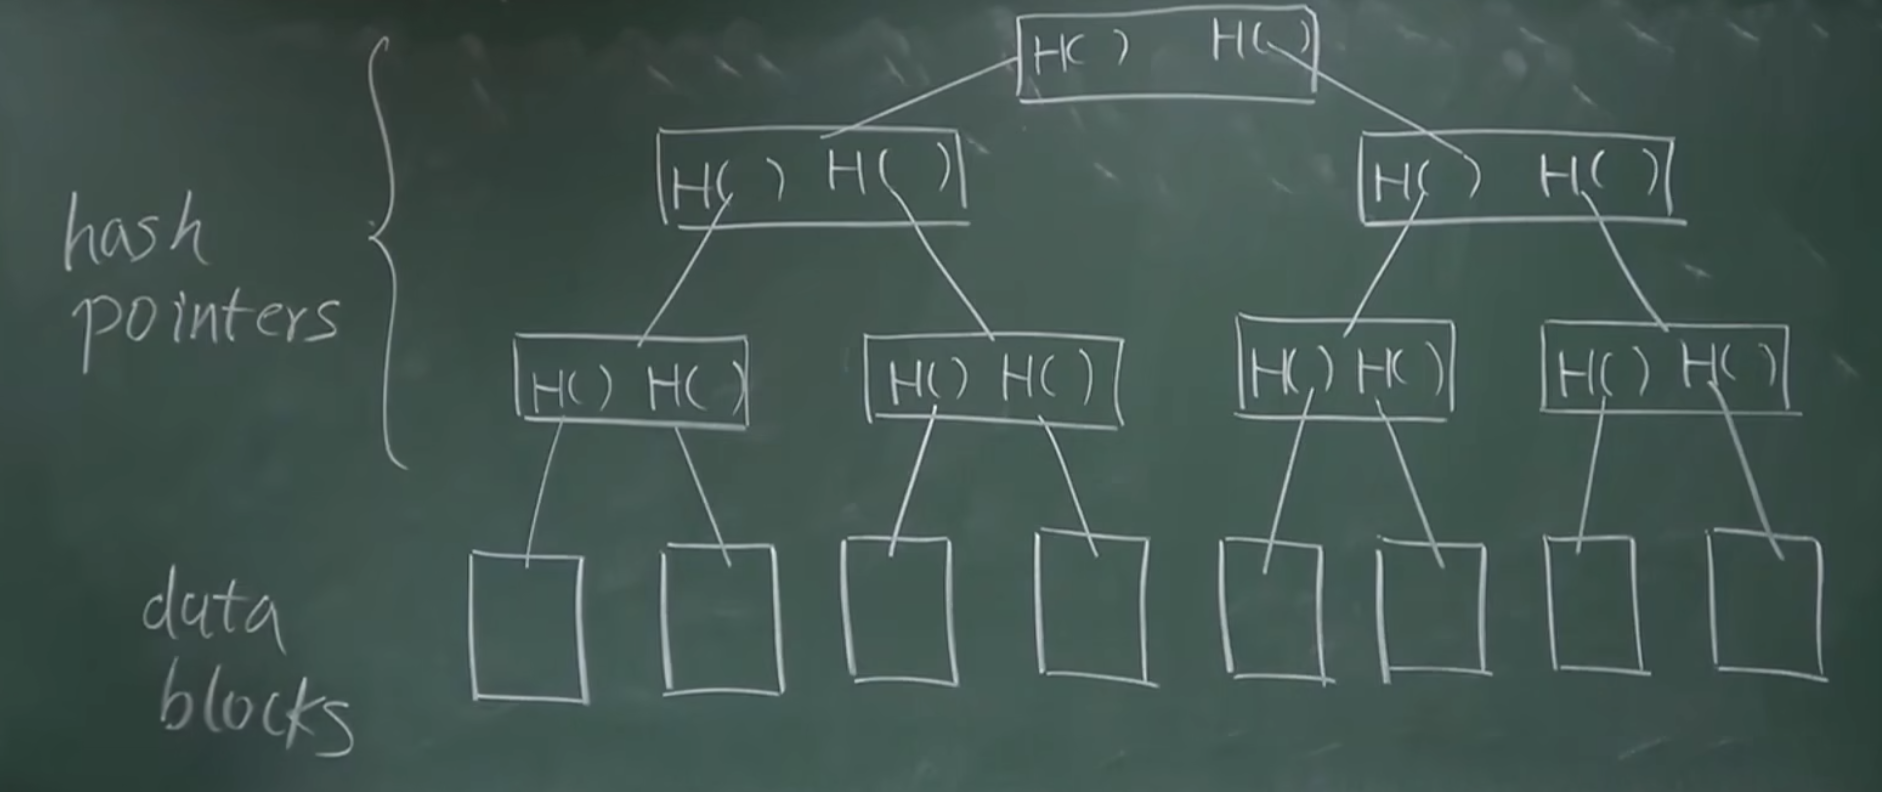 H( ) H( )
H( ) H( ) H( ) H( )
hash
pointers
H( ) H( ) H( ) H( ) H( ) H( ) H( ) H( )
data
blocks